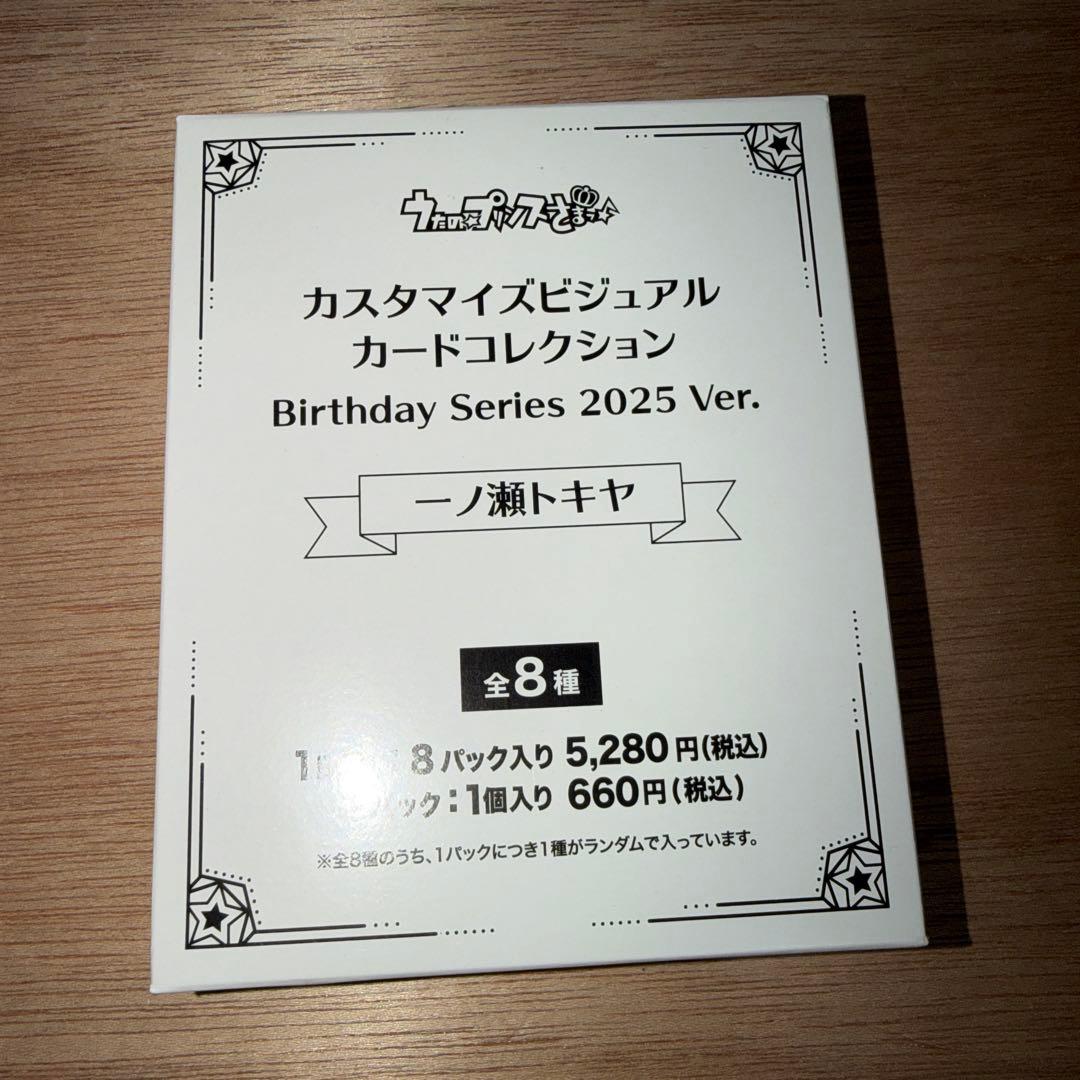 うたの☆プリンスさまっ♪
カスタマイズビジュアル
カードコレクション
Birthday Series 2025 Ver.
一ノ瀬トキヤ
全8種
1 8パック入り 5,280円(税込)
ック:1個入り 660円(税込)
※全8種のうち、1パックにつき1種がランダムで入っています。